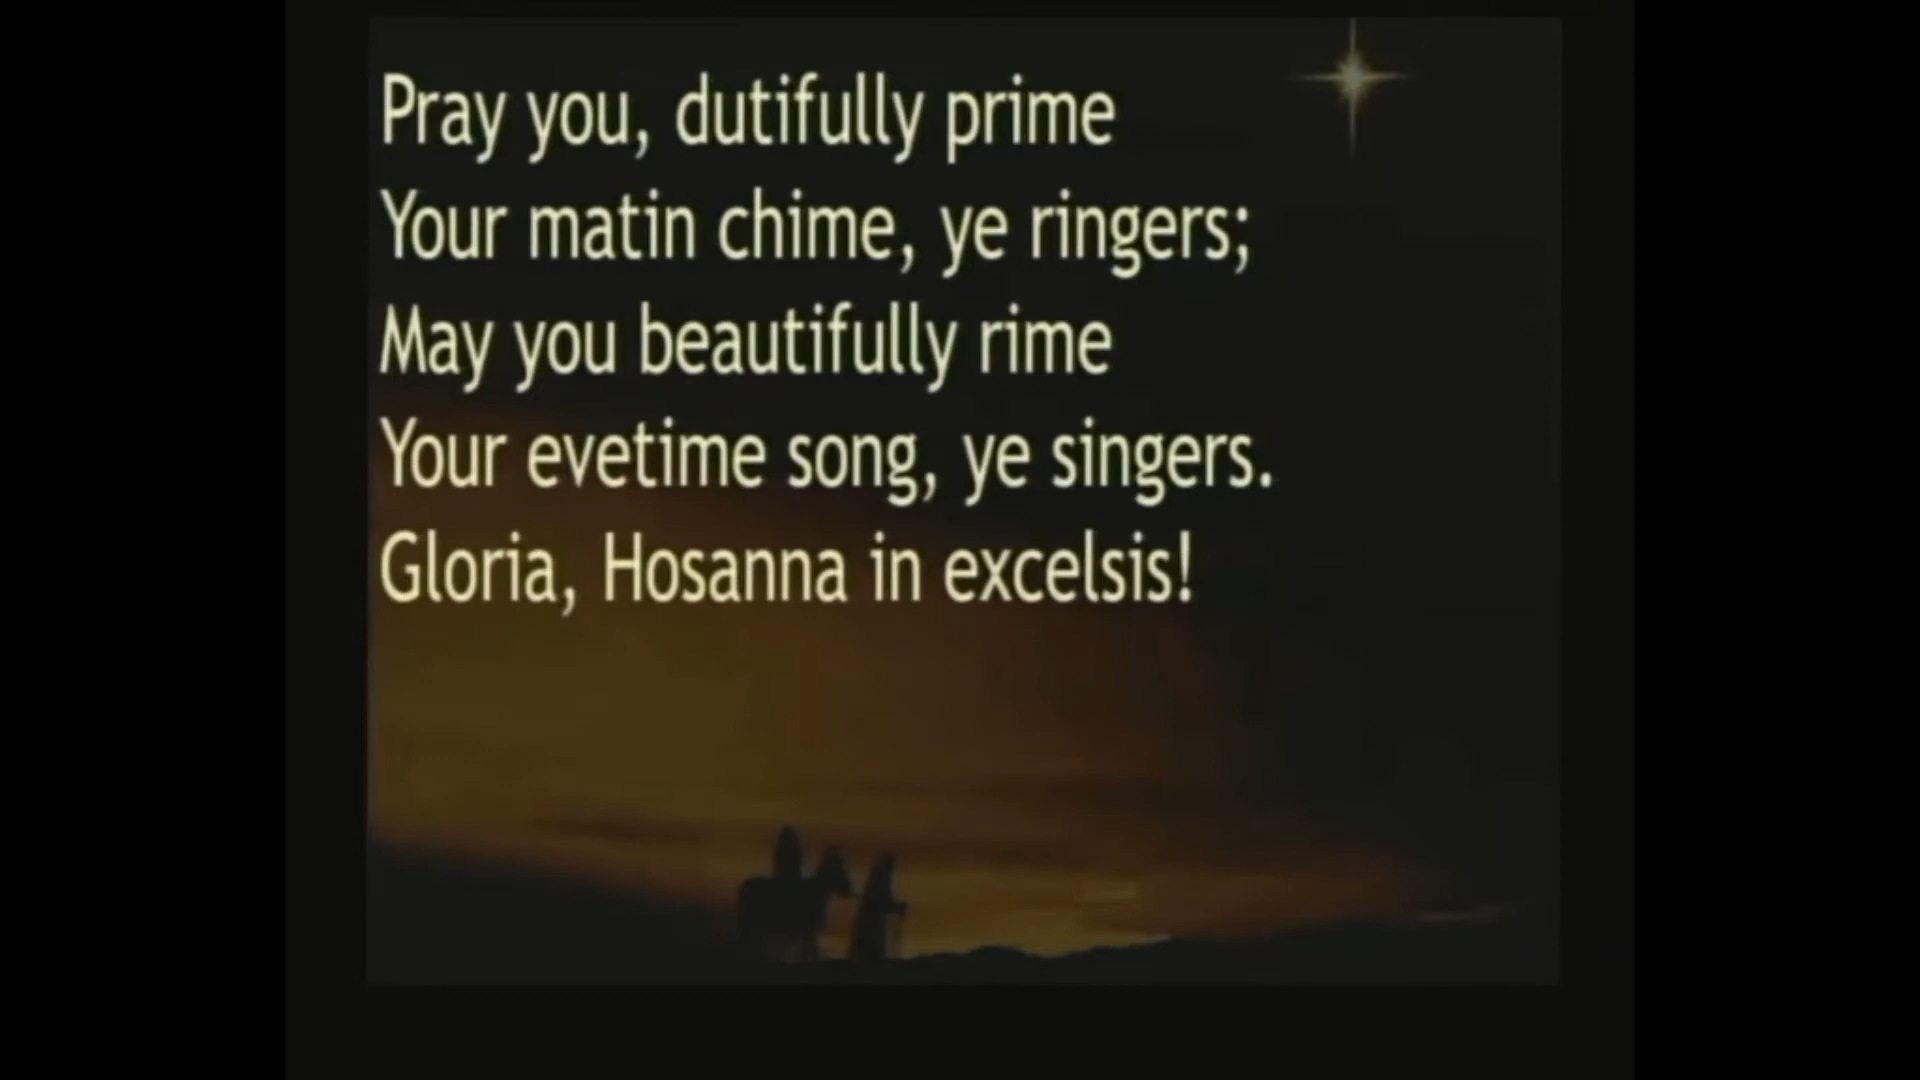 Pray you, dutifully prime
Your matin chime, ye ringers;
May you beautifully rime
Your evetime song, ye singers.
Gloria, Hosanna in excelsis!